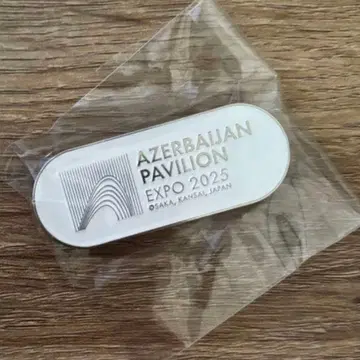 AZERBAIJAN
PAVILION
EXPO 2025
OSAKA, KANSAI, JAPAN